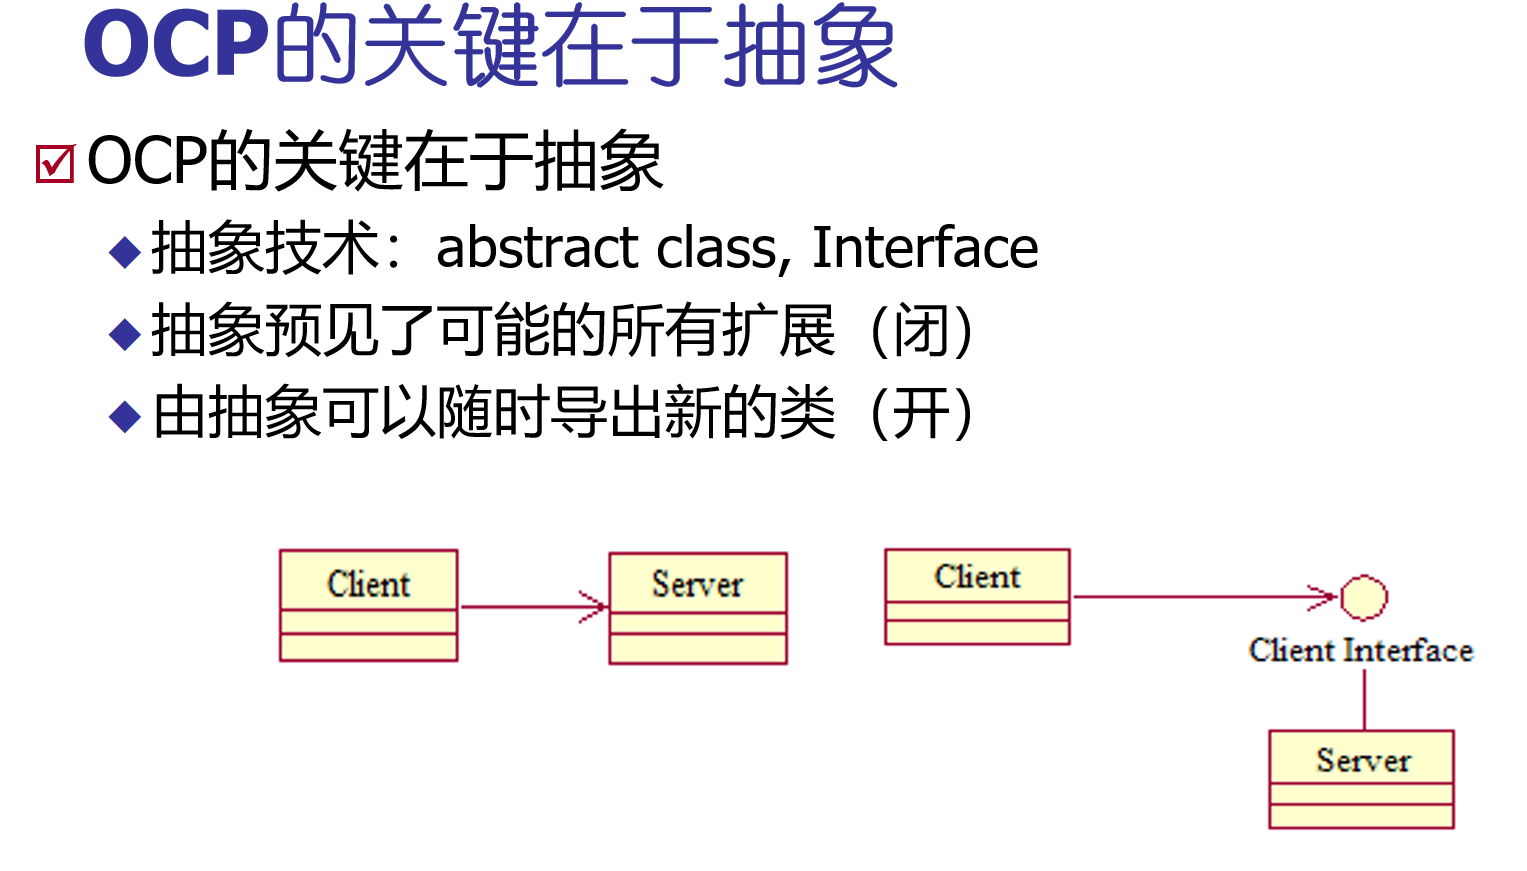 OCP的关键在于抽象
OCP的关键在于抽象
抽象技术：abstract class, Interface
抽象预见了可能的所有扩展（闭）
由抽象可以随时导出新的类（开）
Client
Server
Client
Client Interface
Server